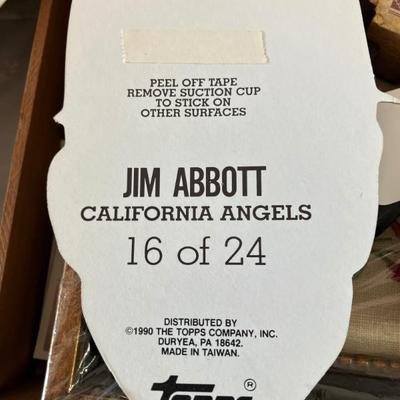 PEEL OFF TAPE
REMOVE SUCTION CUP
TO STICK ON
OTHER SURFACES
JIM ABBOTT
CALIFORNIA ANGELS
16 of 24
DISTRIBUTED BY
©1990 THE TOPPS COMPANY, INC.
DURYEA, PA 18642.
MADE IN TAIWAN.
TOPPS®